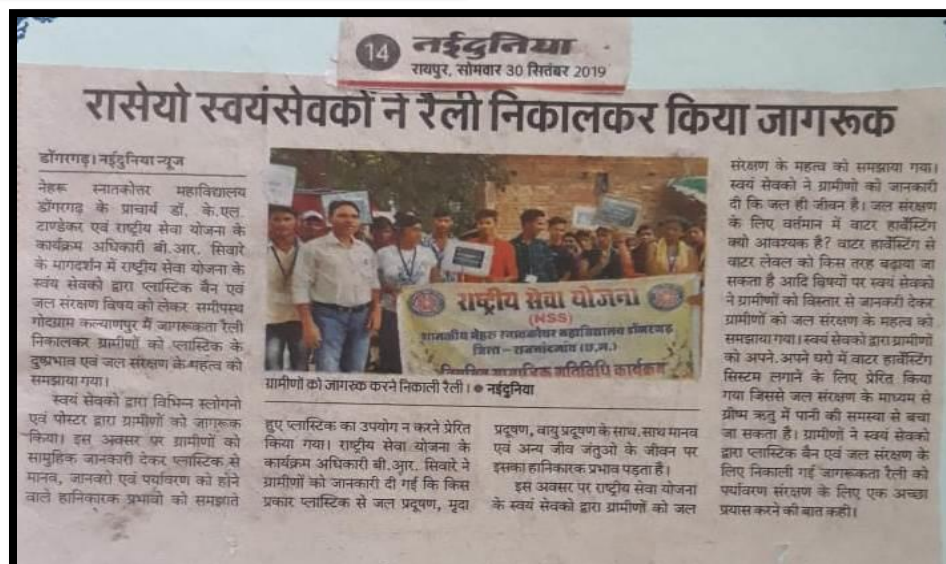 14 नईदुनिया
रायपुर, सोमवार 30 सितंबर 2019
रासेयो स्वयंसेवकों ने रैली निकालकर किया जागरूक
डोंगरगढ़। नईदुनिया न्यूज
नेहरू स्नातकोत्तर महाविद्यालय
डोंगरगढ़ के प्राचार्य डॉ. के.एल.
टाण्डेकर एवं राष्ट्रीय सेवा योजना के
कार्यक्रम अधिकारी बी.आर. सिवारे
के मागदर्शन में राष्ट्रीय सेवा योजना के
स्वंय सेवकों द्वारा प्लास्टिक बैन एवं
जल संरक्षण विषय को लेकर समीपस्थ
गोदग्राम कल्याणपुर मैं जागरूकता रैली
निकालकर ग्रामीणों को प्लास्टिक के
दुष्प्रभाव एवं जल संरक्षण के महत्व को
समझाया गया।
स्वयं सेवको द्वारा विभिन्न स्लोगनो
एवं पोस्टर द्वारा ग्रामीणों को जागरूक
किया। इस अवसर पर ग्रामीणों को
सामुहिक जानकारी देकर प्लास्टिक से
मानव, जानवरो एवं पर्यावरण को होने
वाले हानिकारक प्रभावो को समझाते
राष्ट्रीय सेवा योजना
(NSS)
शासकीय नेहरू स्नातकोत्तर महाविद्यालय डोंगरगढ़
जिला - राजनांदगांव (छ.ग.)
नियमित सामाजिक गतिविधि कार्यक्रम
ग्रामीणों को जागरुक करने निकाली रैली। ● नईदुनिया
हुए प्लास्टिक का उपयोग न करने प्रेरित
किया गया। राष्ट्रीय सेवा योजना के
कार्यक्रम अधिकारी बी.आर. सिवारे ने
ग्रामीणों को जानकारी दी गई कि किस
प्रकार प्लास्टिक से जल प्रदूषण, मृदा
प्रदूषण, वायु प्रदूषण के साथ.साथ मानव
एवं अन्य जीव जंतुओ के जीवन पर
इसका हानिकारक प्रभाव पड़ता है।
इस अवसर पर राष्ट्रीय सेवा योजना
के स्वयं सेवकों द्वारा ग्रामीणों को जल
संरक्षण के महत्व को समझाया गया।
स्वयं सेवको ने ग्रामीणो को जानकारी
दी कि जल ही जीवन है। जल संरक्षण
के लिए वर्तमान में वाटर हार्वेस्टिंग
क्यो आवश्यक है? वाटर हार्वेस्टिंग से
वाटर लेवल को किस तरह बढ़ाया जा
सकता है आदि विषयो पर स्वयं सेवको
ने ग्रामीणों को विस्तार से जानकारी देकर
ग्रामीणों को जल संरक्षण के महत्व को
समझाया गया। स्वयं सेवको द्वारा ग्रामीणों
को अपने.अपने घरो में वाटर हार्वेस्टिंग
सिस्टम लगाने के लिए प्रेरित किया
गया जिससे जल संरक्षण के माध्यम से
ग्रीष्म ऋतु में पानी की समस्या से बचा
जा सकता है। ग्रामीणों ने स्वयं सेवको
द्वारा प्लास्टिक बैन एवं जल संरक्षण के
लिए निकाली गई जागरूकता रैली को
पर्यावरण संरक्षण के लिए एक अच्छा
प्रयास करने की बात कही।